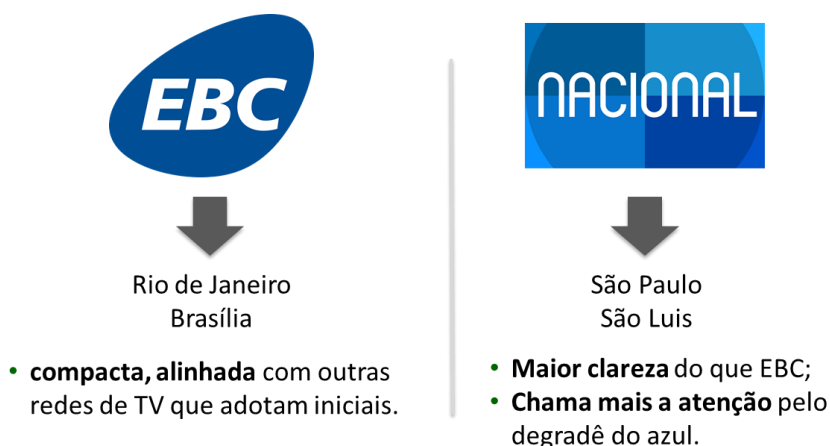 EBC
Rio de Janeiro
Brasília
• compacta, alinhada com outras
redes de TV que adotam iniciais.
NACIONAL
São Paulo
São Luis
• Maior clareza do que EBC;
• Chama mais a atenção pelo
degradê do azul.